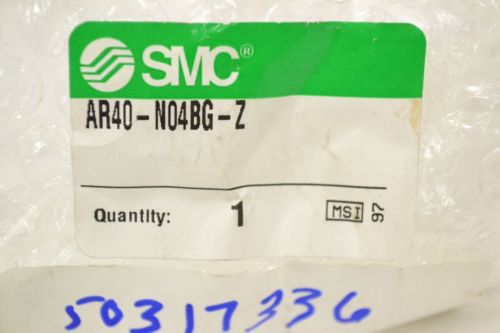 SMC®
AR40-N04BG-Z
Quantity: 1 MSI 97
50317336